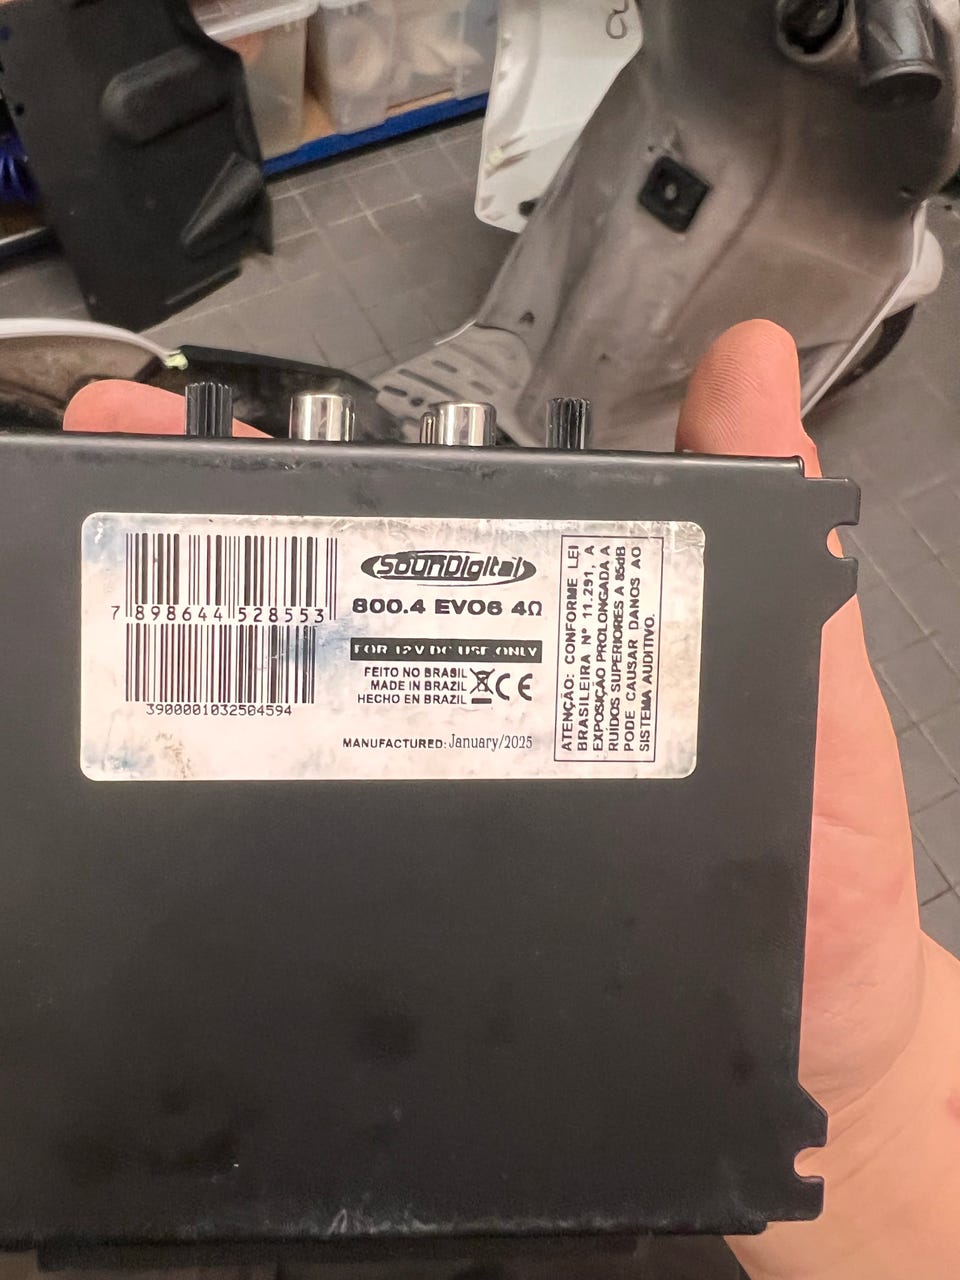 7 898644 528553
3900001032504594
SounDigital
800.4 EVO6 4Ω
FOR 12V DC USE ONLY
FEITO NO BRASIL
MADE IN BRAZIL
HECHO EN BRAZIL
CE
MANUFACTURED: January/2025
ATENÇÃO: CONFORME LEI
BRASILEIRA Nº 11.291, A
EXPOSIÇÃO PROLONGADA A
RUÍDOS SUPERIORES A 85dB
PODE CAUSAR DANOS AO
SISTEMA AUDITIVO.